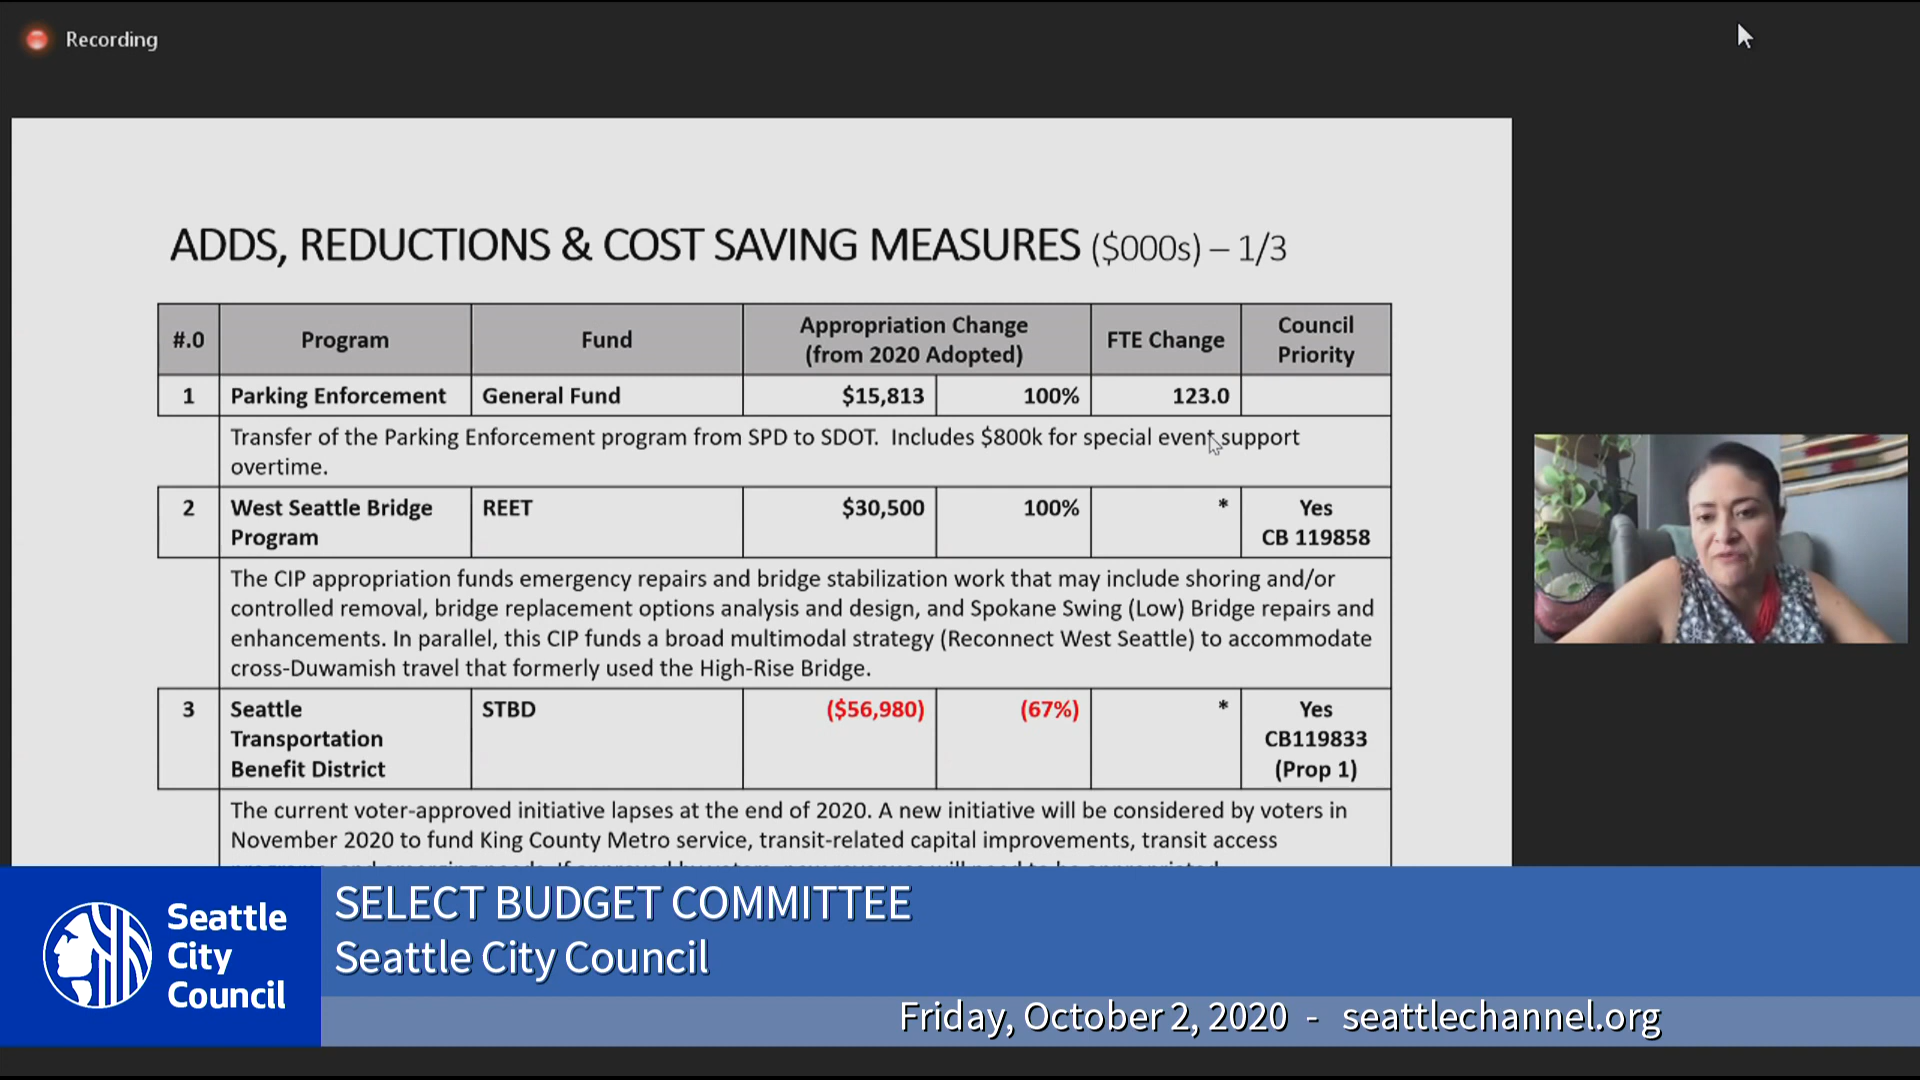 Recording
ADDS, REDUCTIONS & COST SAVING MEASURES ($000s) – 1/3
#.0 Program Fund Appropriation Change (from 2020 Adopted) FTE Change Council Priority
1 Parking Enforcement General Fund $15,813 100% 123.0
Transfer of the Parking Enforcement program from SPD to SDOT. Includes $800k for special event support
overtime.
2 West Seattle Bridge Program REET $30,500 100% * Yes CB 119858
The CIP appropriation funds emergency repairs and bridge stabilization work that may include shoring and/or
controlled removal, bridge replacement options analysis and design, and Spokane Swing (Low) Bridge repairs and
enhancements. In parallel, this CIP funds a broad multimodal strategy (Reconnect West Seattle) to accommodate
cross-Duwamish travel that formerly used the High-Rise Bridge.
3 Seattle Transportation Benefit District STBD ($56,980) (67%) * Yes CB119833 (Prop 1)
The current voter-approved initiative lapses at the end of 2020. A new initiative will be considered by voters in
November 2020 to fund King County Metro service, transit-related capital improvements, transit access
Seattle
City
Council
SELECT BUDGET COMMITTEE
Seattle City Council
Friday, October 2, 2020 - seattlechannel.org